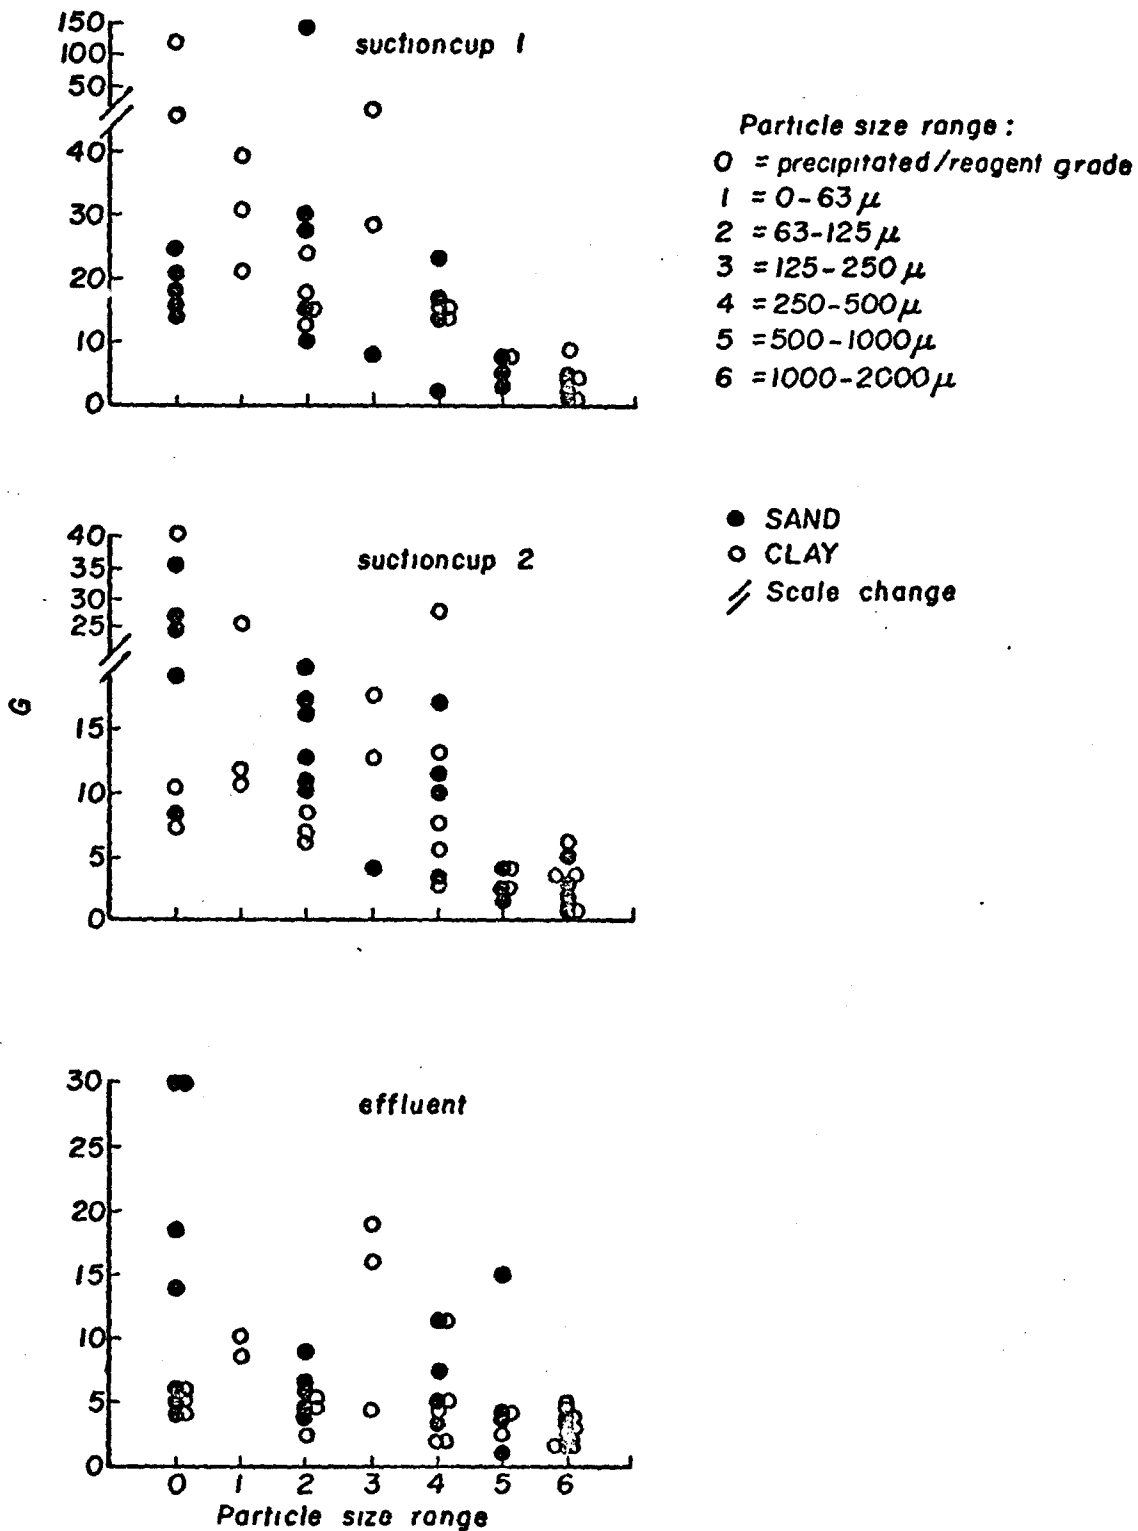 150
100
50
40
30
20
10
0
suctioncup 1
Particle size range :
0 = precipitated/reagent grade
1 = 0-63 μ
2 = 63-125 μ
3 = 125-250 μ
4 = 250-500 μ
5 = 500-1000 μ
6 = 1000-2000 μ
40
35
30
25
15
10
5
0
suctioncup 2
● SAND
○ CLAY
// Scale change
G
30
25
20
15
10
5
0
effluent
0 1 2 3 4 5 6
Particle size range